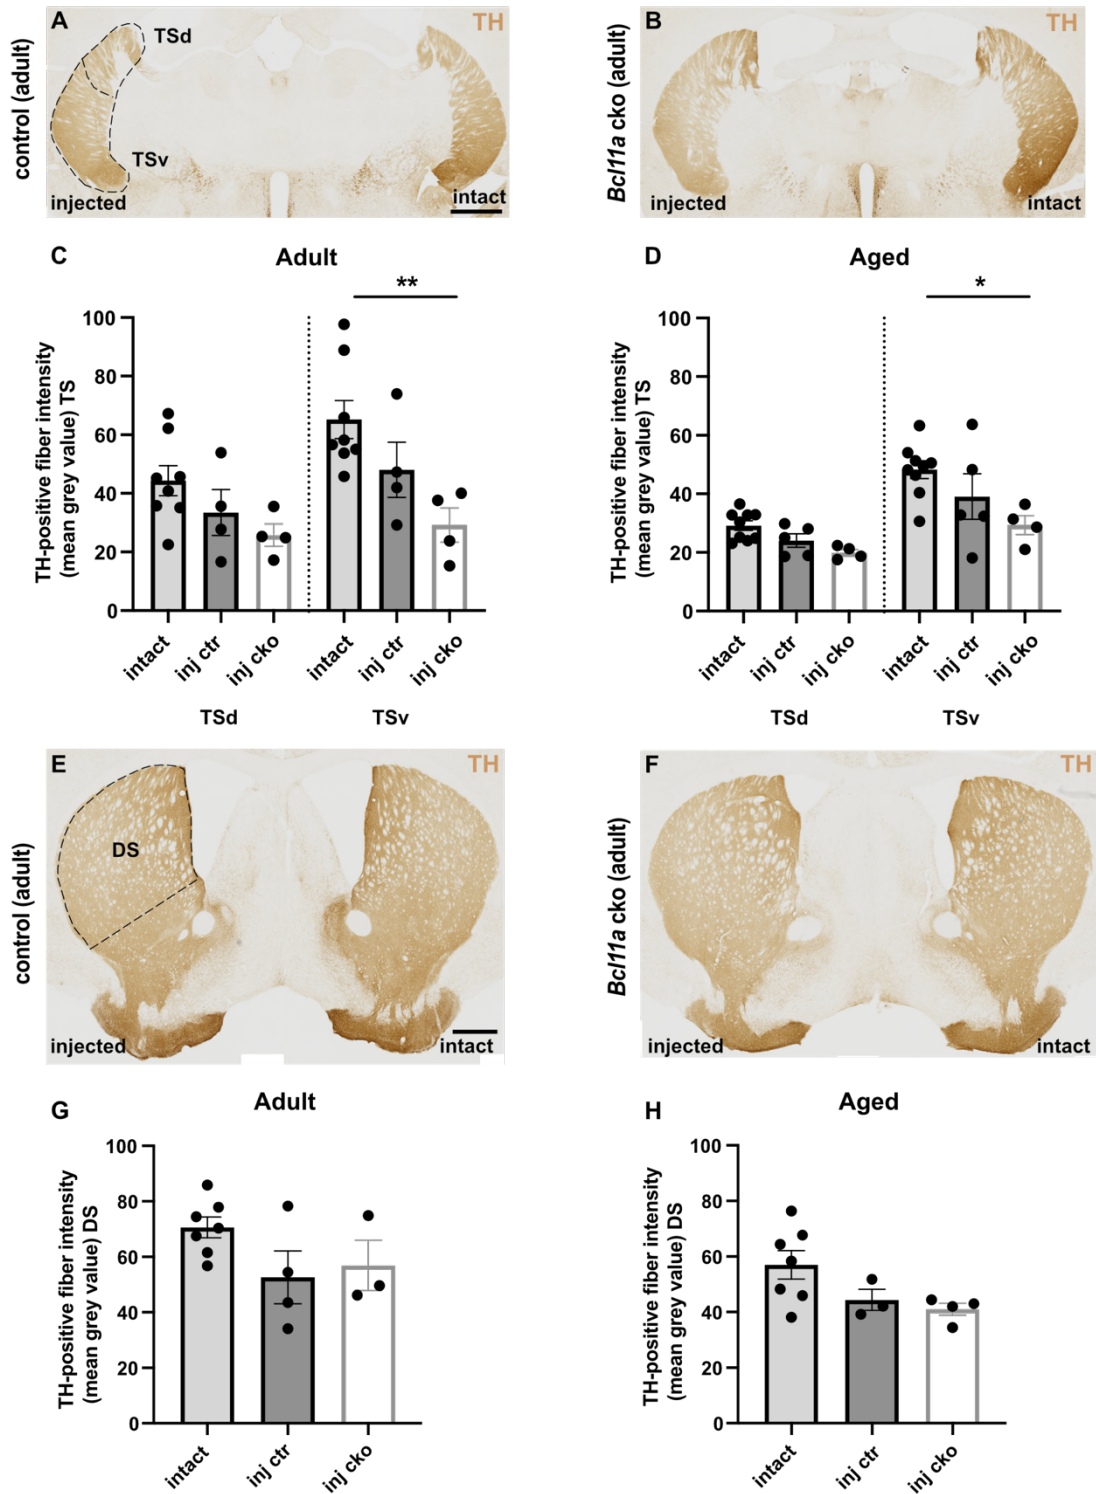 A
TSd
TH
control (adult)
TSv
injected
intact
B
TH
Bcl11a cko (adult)
injected
intact
C
Adult
**
TH-positive fiber intensity
(mean grey value) TS
100
80
60
40
20
0
intact
inj ctr
inj cko
intact
inj ctr
inj cko
TSd
TSv
D
Aged
*
TH-positive fiber intensity
(mean grey value) TS
100
80
60
40
20
0
intact
inj ctr
inj cko
intact
inj ctr
inj cko
TSd
TSv
E
TH
control (adult)
DS
injected
intact
F
TH
Bcl11a cko (adult)
injected
intact
G
Adult
TH-positive fiber intensity
(mean grey value) DS
100
80
60
40
20
0
intact
inj ctr
inj cko
H
Aged
TH-positive fiber intensity
(mean grey value) DS
100
80
60
40
20
0
intact
inj ctr
inj cko